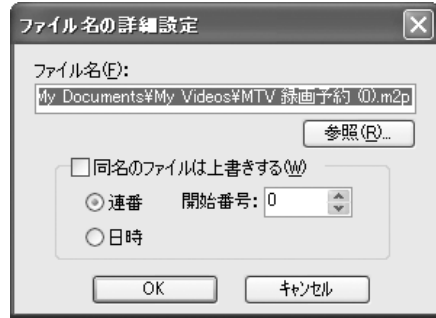 ファイル名の詳細設定
ファイル名(F):
My Documents¥My Videos¥MTV 録画予約 (0).m2p
参照(R)...
同名のファイルは上書きする(W)
連番 開始番号: 0
日時
OK キャンセル